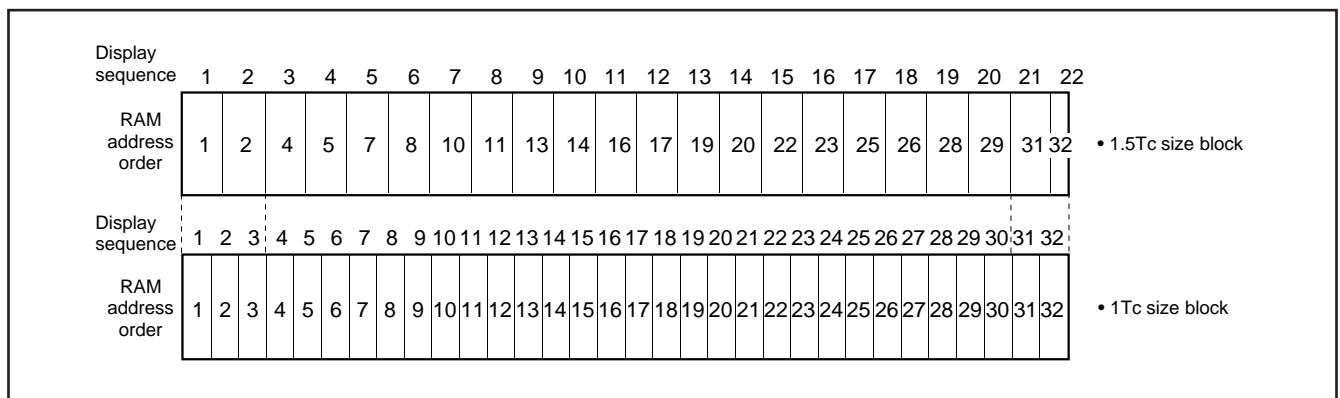 Display
sequence 1 2 3 4 5 6 7 8 9 10 11 12 13 14 15 16 17 18 19 20 21 22
RAM
address
order
1 2 4 5 7 8 10 11 13 14 16 17 19 20 22 23 25 26 28 29 31 32
• 1.5Tc size block
Display
sequence 1 2 3 4 5 6 7 8 9 10 11 12 13 14 15 16 17 18 19 20 21 22 23 24 25 26 27 28 29 30 31 32
RAM
address
order
1 2 3 4 5 6 7 8 9 10 11 12 13 14 15 16 17 18 19 20 21 22 23 24 25 26 27 28 29 30 31 32
• 1Tc size block